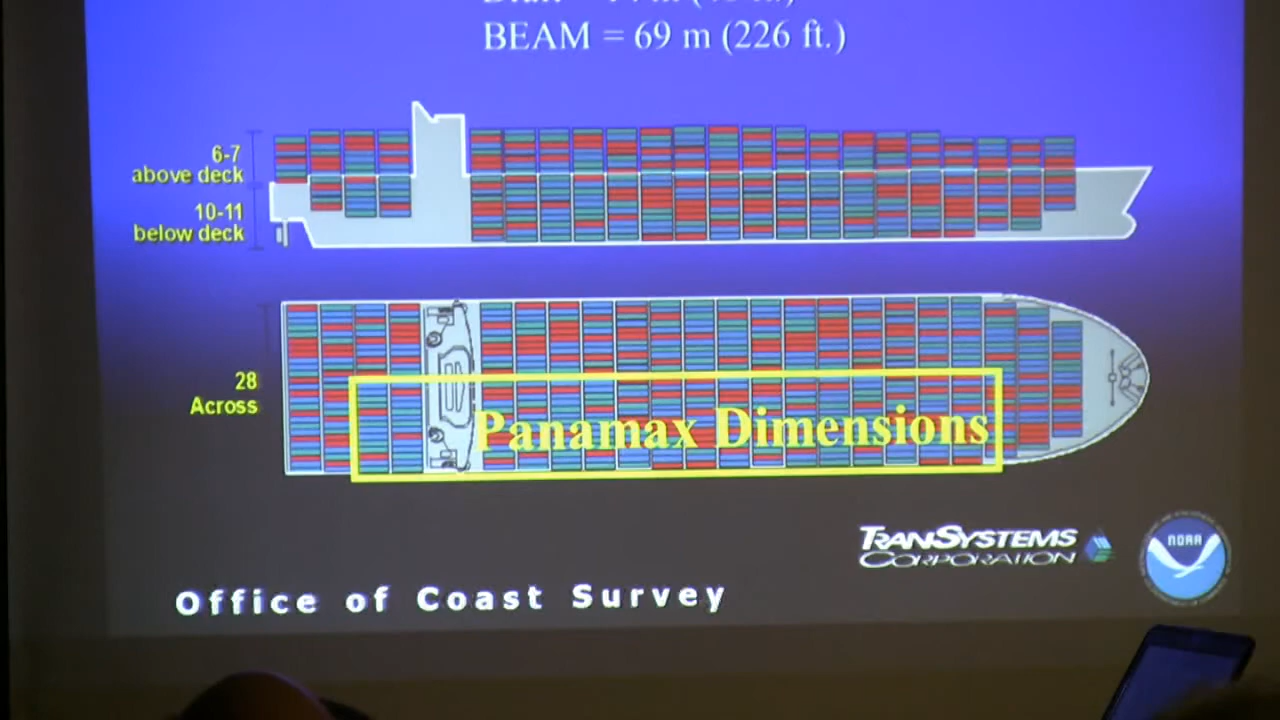 BEAM = 69 m (226 ft.)
6-7
above deck
10-11
below deck
28
Across
Panamax Dimensions
TRANSYSTEMS
CORPORATION
NOAA
Office of Coast Survey